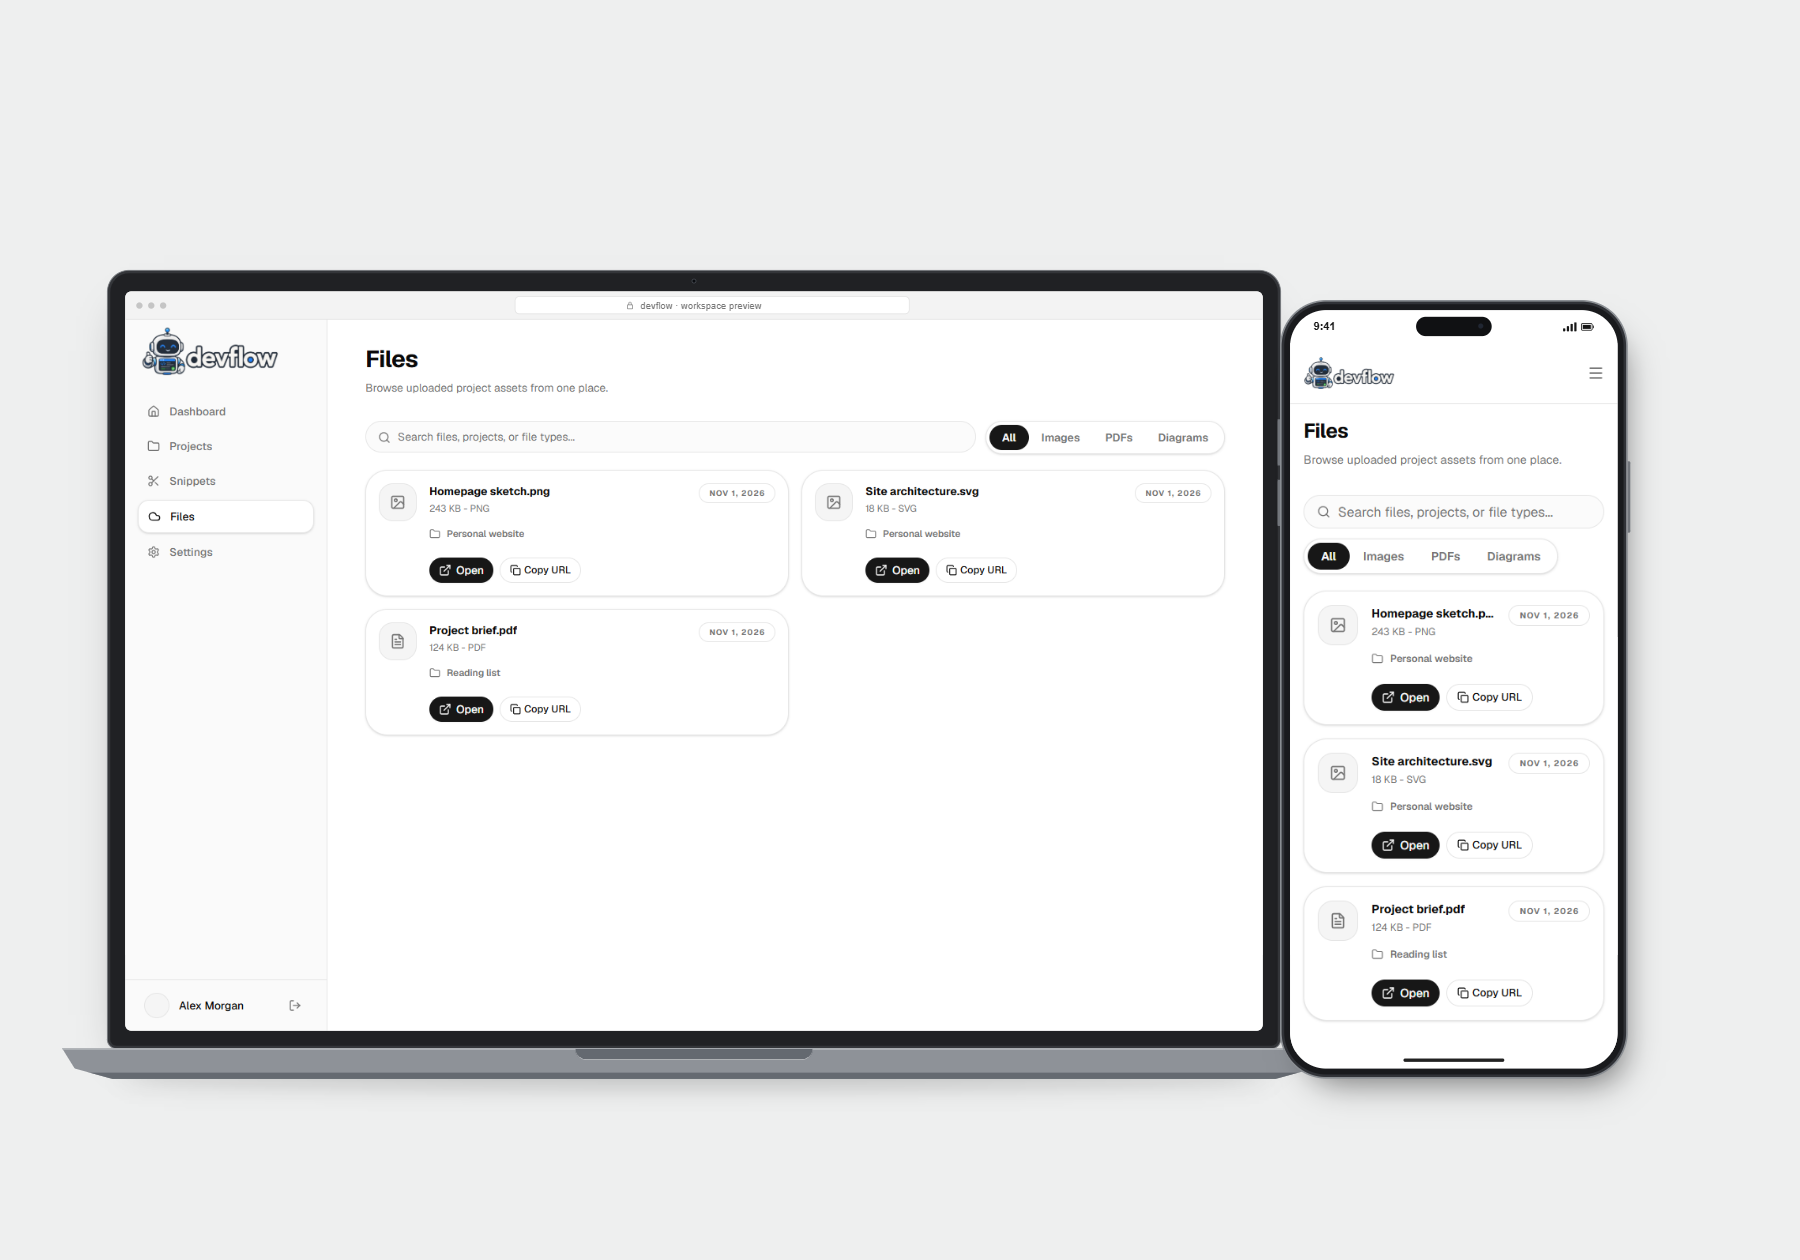 devflow · workspace preview
devflow
Dashboard
Projects
Snippets
Files
Settings
Alex Morgan
Files
Browse uploaded project assets from one place.
Search files, projects, or file types...
All Images PDFs Diagrams
Homepage sketch.png NOV 1, 2026
243 KB - PNG
Personal website
Open Copy URL
Site architecture.svg NOV 1, 2026
18 KB - SVG
Personal website
Open Copy URL
Project brief.pdf NOV 1, 2026
124 KB - PDF
Reading list
Open Copy URL
9:41
devflow
Files
Browse uploaded project assets from one place.
Search files, projects, or file types...
All Images PDFs Diagrams
Homepage sketch.p... NOV 1, 2026
243 KB - PNG
Personal website
Open Copy URL
Site architecture.svg NOV 1, 2026
18 KB - SVG
Personal website
Open Copy URL
Project brief.pdf NOV 1, 2026
124 KB - PDF
Reading list
Open Copy URL